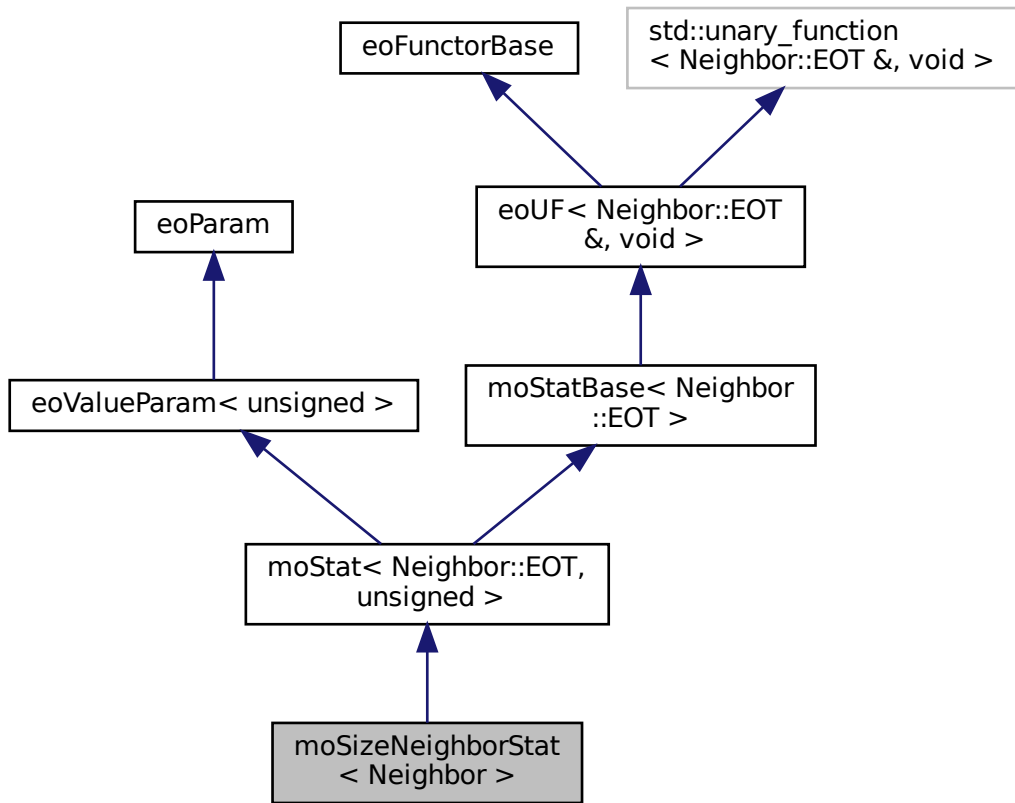 eoFunctorBase
std::unary_function
< Neighbor::EOT &, void >
eoUF< Neighbor::EOT
&, void >
eoParam
eoValueParam< unsigned >
moStatBase< Neighbor
::EOT >
moStat< Neighbor::EOT,
unsigned >
moSizeNeighborStat
< Neighbor >